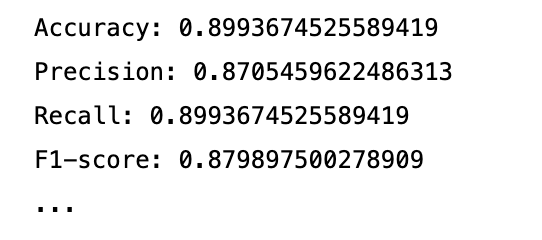 Accuracy: 0.8993674525589419
Precision: 0.8705459622486313
Recall: 0.8993674525589419
F1-score: 0.879897500278909
...